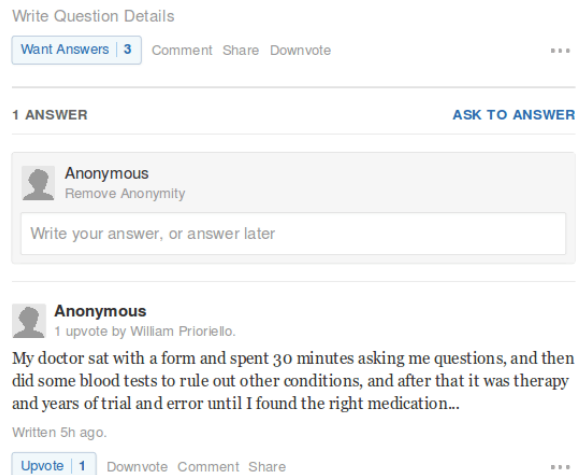 Write Question Details
Want Answers 3 Comment Share Downvote
1 ANSWER ASK TO ANSWER
Anonymous
Remove Anonymity
Write your answer, or answer later
Anonymous
1 upvote by William Prioriello.
My doctor sat with a form and spent 30 minutes asking me questions, and then
did some blood tests to rule out other conditions, and after that it was therapy
and years of trial and error until I found the right medication...
Written 5h ago.
Upvote 1 Downvote Comment Share